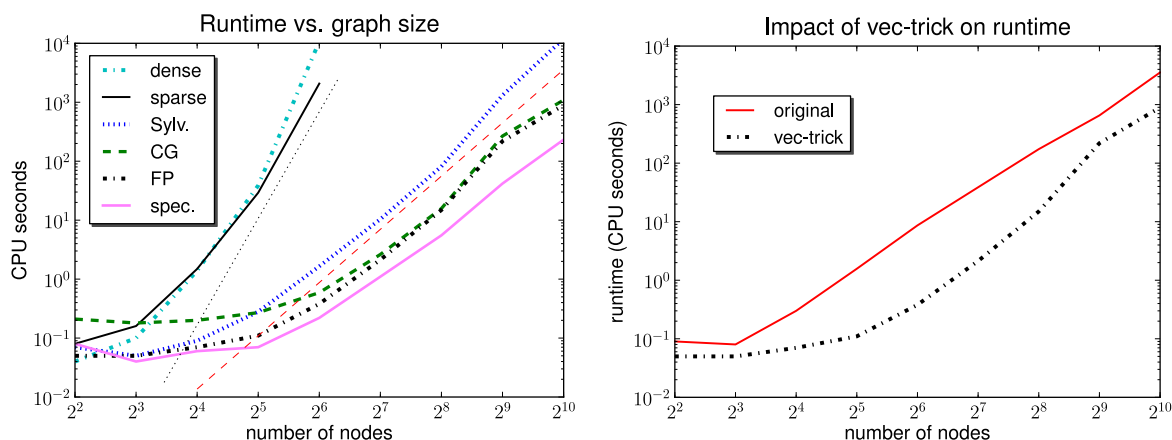 Runtime vs. graph size
CPU seconds
10^4
10^3
10^2
10^1
10^0
10^-1
10^-2
dense
sparse
Sylv.
CG
FP
spec.
2^2 2^3 2^4 2^5 2^6 2^7 2^8 2^9 2^10
number of nodes
Impact of vec-trick on runtime
runtime (CPU seconds)
10^4
10^3
10^2
10^1
10^0
10^-1
10^-2
original
vec-trick
2^2 2^3 2^4 2^5 2^6 2^7 2^8 2^9 2^10
number of nodes